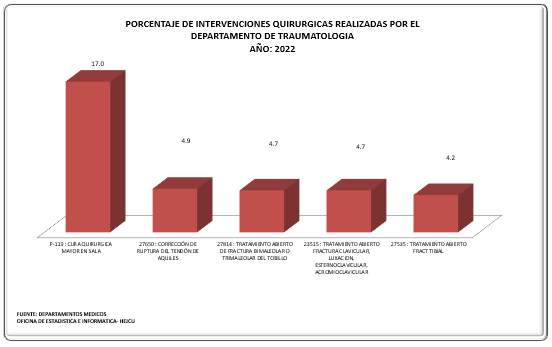 PORCENTAJE DE INTERVENCIONES QUIRURGICAS REALIZADAS POR EL
DEPARTAMENTO DE TRAUMATOLOGIA
AÑO: 2022
17.0
4.9
4.7
4.7
4.2
P-119 : CURA QUIRURGICA
MAYOR EN SALA
27650 : CORRECCIÓN DE
RUPTURA DEL TENDÓN DE
AQUILES
27814 : TRATAMIENTO ABIERTO
DE FRACTURA BIMALEOLAR O
TRIMALEOLAR DEL TOBILLO
23515 : TRATAMIENTO ABIERTO
FRACTURA CLAVICULAR,
LUXACION,
ESTERNOCLAVICULAR,
ACROMIOCLAVICULAR
27535 : TRATAMIENTO ABIERTO
FRACT TIBIAL
FUENTE: DEPARTAMENTOS MEDICOS
OFICINA DE ESTADISTICA E INFORMATICA- HEJCU